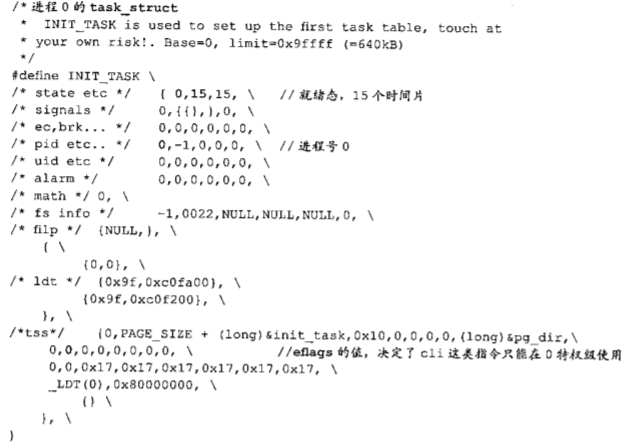 /* 进程 0 的 task_struct
 *  INIT_TASK is used to set up the first task table, touch at
 * your own risk!. Base=0, limit=0x9ffff (=640kB)
 */
#define INIT_TASK \
/* state etc */    { 0,15,15, \    //就绪态，15个时间片
/* signals */      0,{{},},0, \
/* ec,brk... */    0,0,0,0,0,0, \
/* pid etc.. */    0,-1,0,0,0, \    //进程号0
/* uid etc */      0,0,0,0,0,0, \
/* alarm */        0,0,0,0,0,0, \
/* math */ 0, \
/* fs info */      -1,0022,NULL,NULL,NULL,0, \
/* filp */  {NULL,}, \
    { \
        {0,0}, \
/* ldt */  {0x9f,0xc0fa00}, \
        {0x9f,0xc0f200}, \
    }, \
/*tss*/    {0,PAGE_SIZE + (long)&init_task,0x10,0,0,0,0,(long)&pg_dir,\
    0,0,0,0,0,0,0,0, \        //eflags 的值，决定了 cli 这类指令只能在 0 特权级使用
    0,0,0x17,0x17,0x17,0x17,0x17,0x17, \
    _LDT(0),0x80000000, \
        {} \
    }, \
}